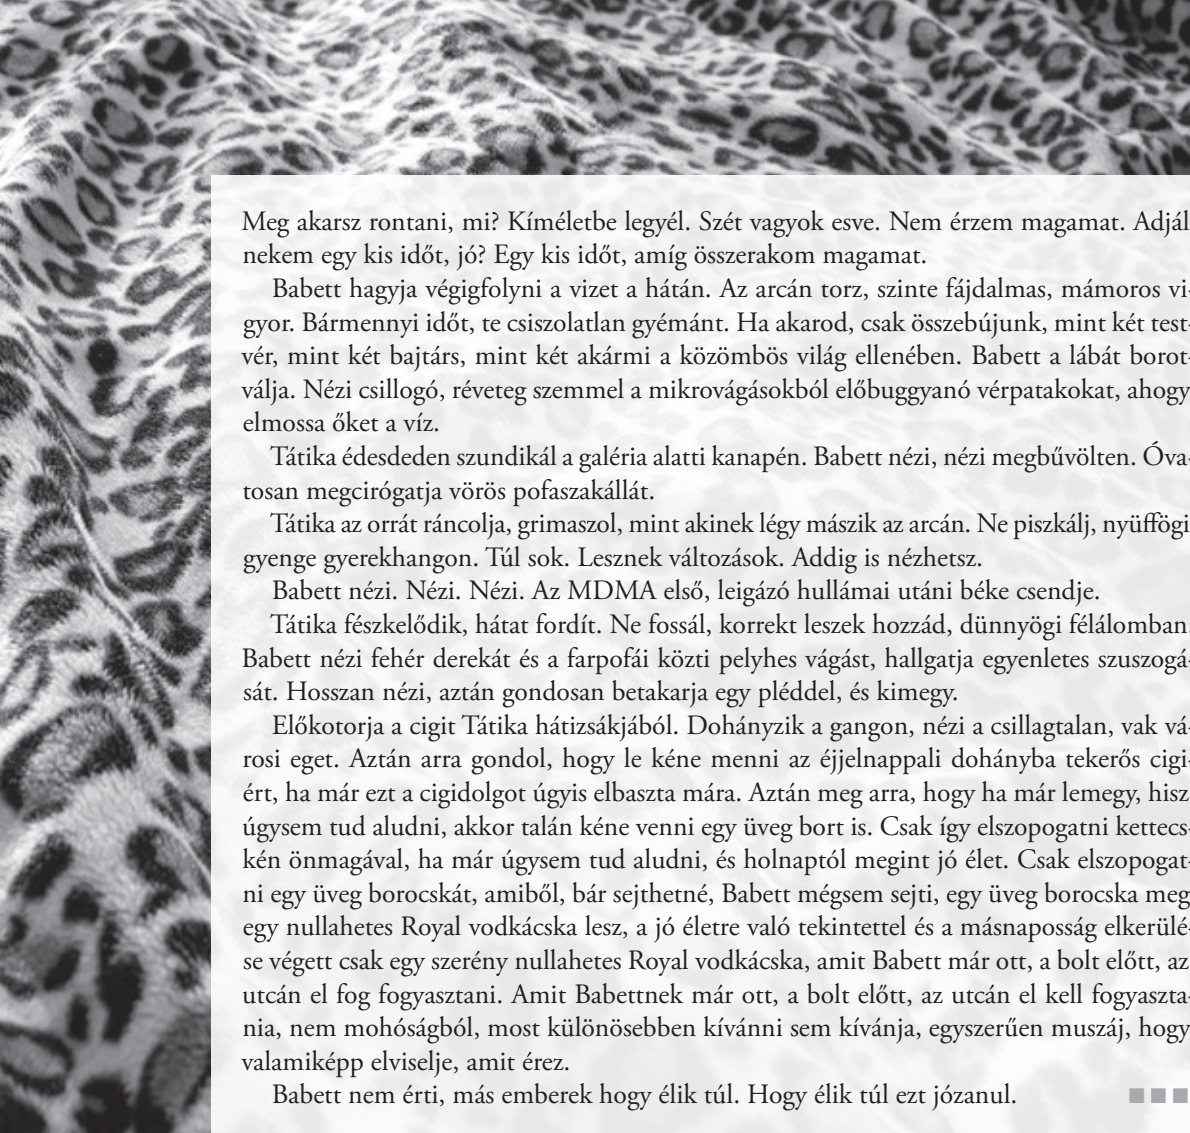 Meg akarsz rontani, mi? Kíméletbe legyél. Szét vagyok esve. Nem érzem magamat. Adjál
nekem egy kis időt, jó? Egy kis időt, amíg összerakom magamat.
Babett hagyja végigfolyni a vizet a hátán. Az arcán torz, szinte fájdalmas, mámoros vi-
gyor. Bármennyi időt, te csiszolatlan gyémánt. Ha akarod, csak összebújunk, mint két test-
vér, mint két bajtárs, mint két akármi a közömbös világ ellenében. Babett a lábát borot-
válja. Nézi csillogó, réveteg szemmel a mikrovágásokból előbuggyanó vérpatakokat, ahogy
elmossa őket a víz.
Tátika édesdeden szundikál a galéria alatti kanapén. Babett nézi, nézi megbűvölten. Óva-
tosan megcirógatja vörös pofaszakállát.
Tátika az orrát ráncolja, grimaszol, mint akinek légy mászik az arcán. Ne piszkálj, nyüffögi
gyenge gyerekhangon. Túl sok. Lesznek változások. Addig is nézhetsz.
Babett nézi. Nézi. Nézi. Az MDMA első, leigázó hullámai utáni béke csendje.
Tátika fészkelődik, hátat fordít. Ne fossál, korrekt leszek hozzád, dünnyögi félálomban.
Babett nézi fehér derekát és a farpofái közti pelyhes vágást, hallgatja egyenletes szuszogá-
sát. Hosszan nézi, aztán gondosan betakarja egy pléddel, és kimegy.
Előkotorja a cigit Tátika hátizsákjából. Dohányzik a gangon, nézi a csillagtalan, vak vá-
rosi eget. Aztán arra gondol, hogy le kéne menni az éjjelnappali dohányba tekerős cigi-
ért, ha már ezt a cigidolgot úgyis elbaszta mára. Aztán meg arra, hogy ha már lemegy, hisz
úgysem tud aludni, akkor talán kéne venni egy üveg bort is. Csak így elszopogatni kettecs-
kén önmagával, ha már úgysem tud aludni, és holnaptól megint jó élet. Csak elszopogat-
ni egy üveg borocskát, amiből, bár sejthetné, Babett mégsem sejti, egy üveg borocska meg
egy nullahetes Royal vodkácska lesz, a jó életre való tekintettel és a másnaposság elkerülé-
se végett csak egy szerény nullahetes Royal vodkácska, amit Babett már ott, a bolt előtt, az
utcán el fog fogyasztani. Amit Babettnek már ott, a bolt előtt, az utcán el kell fogyaszta-
nia, nem mohóságból, most különösebben kívánni sem kívánja, egyszerűen muszáj, hogy
valamiképp elviselje, amit érez.
Babett nem érti, más emberek hogy élik túl. Hogy élik túl ezt józanul.